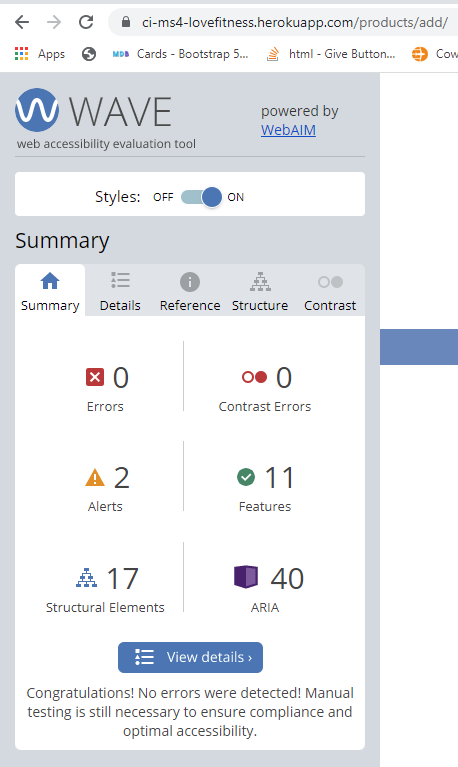 ci-ms4-lovefitness.herokuapp.com/products/add/
Apps
MDB Cards - Bootstrap 5...
html - Give Button...
Cow
WAVE
web accessibility evaluation tool
powered by
WebAIM
Styles: OFF ON
Summary
Summary Details Reference Structure Contrast
0 0
Errors Contrast Errors
2 11
Alerts Features
17 40
Structural Elements ARIA
View details ›
Congratulations! No errors were detected! Manual
testing is still necessary to ensure compliance and
optimal accessibility.